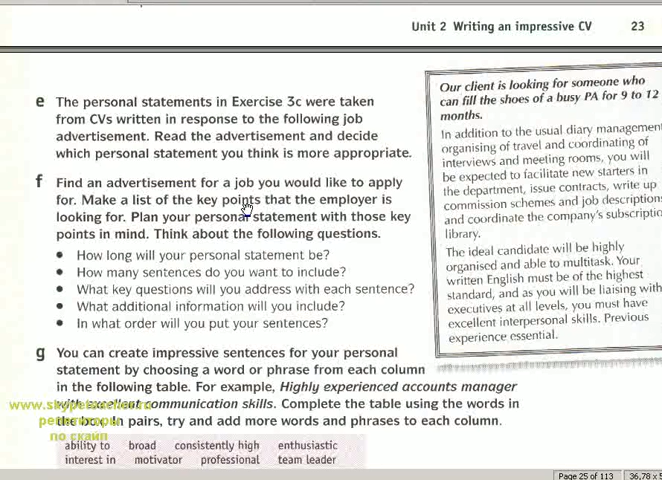 Unit 2 Writing an impressive CV 23
e The personal statements in Exercise 3c were taken
from CVs written in response to the following job
advertisement. Read the advertisement and decide
which personal statement you think is more appropriate.
f Find an advertisement for a job you would like to apply
for. Make a list of the key points that the employer is
looking for. Plan your personal statement with those key
points in mind. Think about the following questions.
• How long will your personal statement be?
• How many sentences do you want to include?
• What key questions will you address with each sentence?
• What additional information will you include?
• In what order will you put your sentences?
g You can create impressive sentences for your personal
statement by choosing a word or phrase from each column
in the following table. For example, Highly experienced accounts manager
with excellent communication skills. Complete the table using the words in
the box. In pairs, try and add more words and phrases to each column.
ability to broad consistently high enthusiastic
interest in motivator professional team leader
Our client is looking for someone who
can fill the shoes of a busy PA for 9 to 12
months.
In addition to the usual diary management
organising of travel and coordinating of
interviews and meeting rooms, you will
be expected to facilitate new starters in
the department, issue contracts, write up
commission schemes and job descriptions
and coordinate the company's subscriptio
library.
The ideal candidate will be highly
organised and able to multitask. Your
written English must be of the highest
standard, and as you will be liaising with
executives at all levels, you must have
excellent interpersonal skills. Previous
experience essential.
репетиторы
по скайп
Page 25 of 113
36,78 x